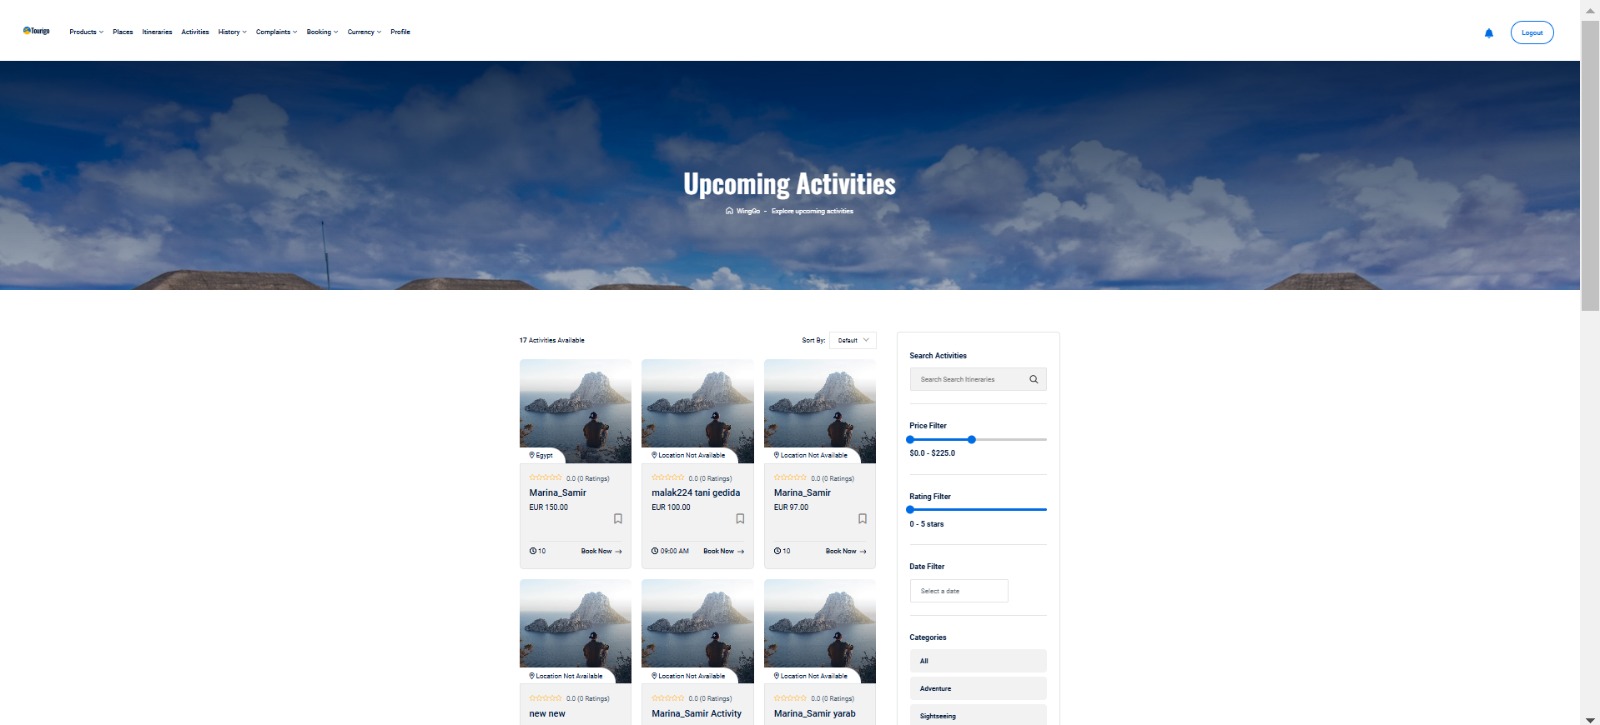 Tourigo
Products Places Itineraries Activities History Complaints Booking Currency Profile
Logout
Upcoming Activities
WingGo - Explore upcoming activities
17 Activities Available
Sort By: Default
Egypt
0.0 (0 Ratings)
Marina_Samir
EUR 150.00
10 Book Now
Location Not Available
0.0 (0 Ratings)
malak224 tani gedida
EUR 100.00
09:00 AM Book Now
Location Not Available
0.0 (0 Ratings)
Marina_Samir
EUR 97.00
10 Book Now
Location Not Available
0.0 (0 Ratings)
new new
Location Not Available
0.0 (0 Ratings)
Marina_Samir Activity
Location Not Available
0.0 (0 Ratings)
Marina_Samir yarab
Search Activities
Search Search Itineraries
Price Filter
$0.0 - $225.0
Rating Filter
0 - 5 stars
Date Filter
Select a date
Categories
All
Adventure
Sightseeing